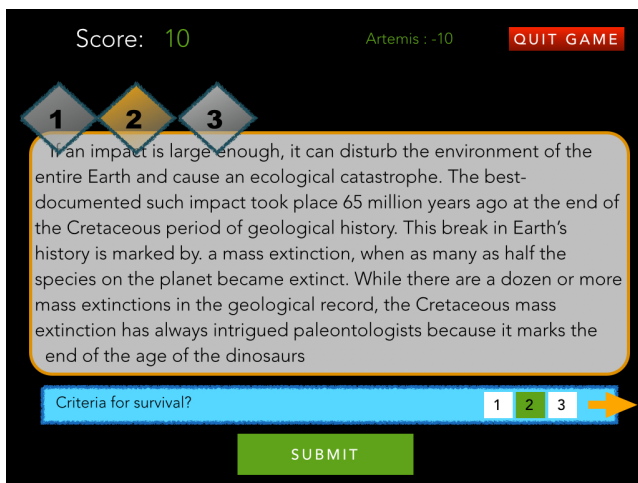 Score: 10
Artemis : -10
QUIT GAME
1 2 3
If an impact is large enough, it can disturb the environment of the
entire Earth and cause an ecological catastrophe. The best-
documented such impact took place 65 million years ago at the end of
the Cretaceous period of geological history. This break in Earth's
history is marked by. a mass extinction, when as many as half the
species on the planet became extinct. While there are a dozen or more
mass extinctions in the geological record, the Cretaceous mass
extinction has always intrigued paleontologists because it marks the
end of the age of the dinosaurs
Criteria for survival?
1 2 3
SUBMIT